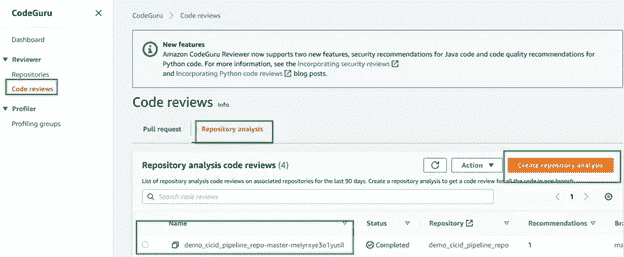 CodeGuru
Dashboard
Reviewer
Repositories
Code reviews
Profiler
Profiling groups
CodeGuru > Code reviews
New features
Amazon CodeGuru Reviewer now supports two new features, security recommendations for Java code and code quality recommendations for
Python code. For more information, see the Incorporating security reviews
and Incorporating Python code reviews blog posts.
Code reviews Info
Pull request
Repository analysis
Repository analysis code reviews (4)
Action
Create repository analysis
List of repository analysis code reviews on associated repositories for the last 90 days. Create a repository analysis to get a code review for all the code in one branch.
Search code reviews
1
Name
Status
Repository
Recommendations
Completed
demo_cicid_pipeline_repo
1